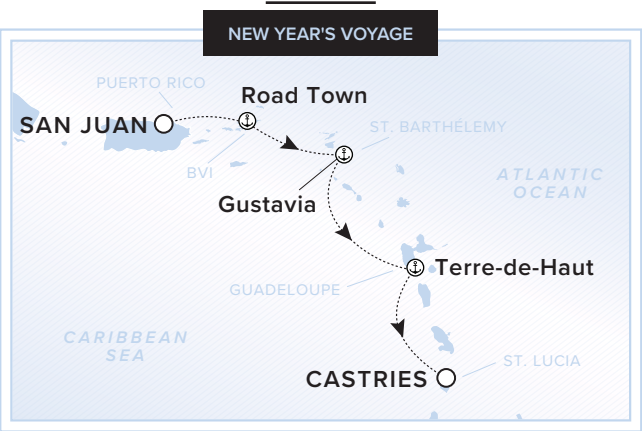 NEW YEAR'S VOYAGE
PUERTO RICO
Road Town
SAN JUAN
ST. BARTHÉLEMY
BVI
ATLANTIC
OCEAN
Gustavia
Terre-de-Haut
GUADELOUPE
CARIBBEAN
SEA
ST. LUCIA
CASTRIES